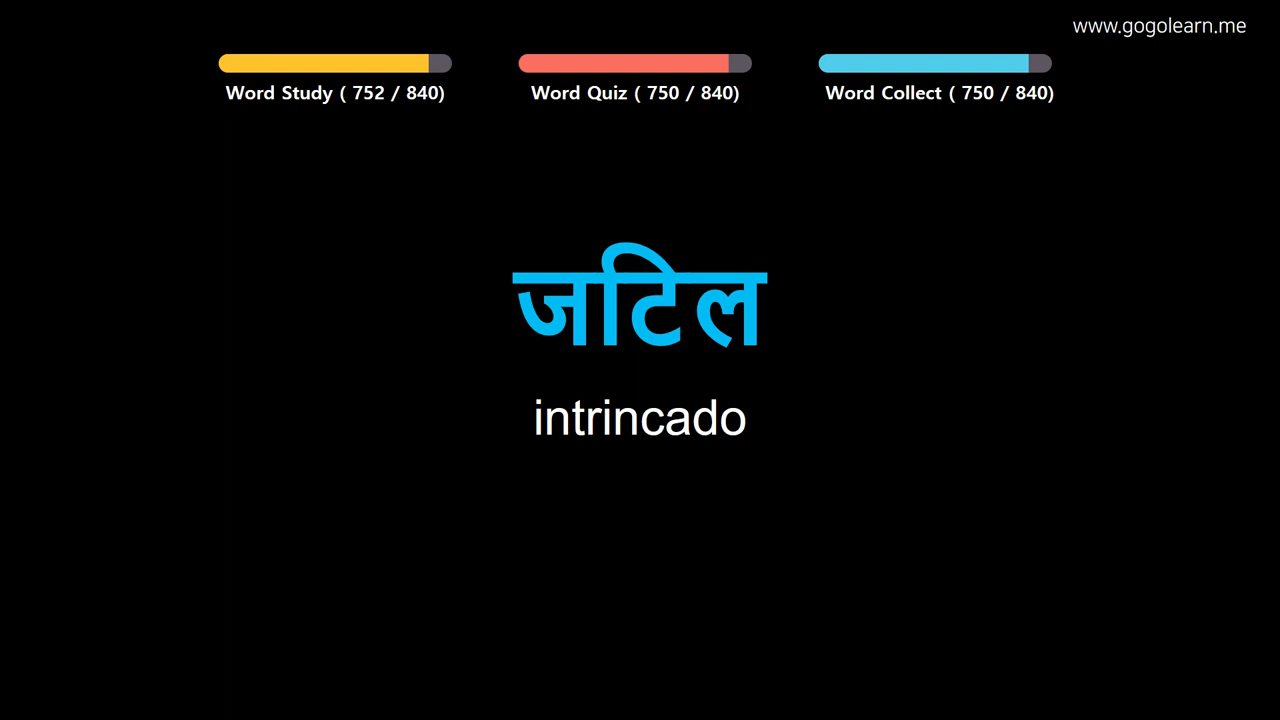 www.gogolearn.me
Word Study ( 752 / 840)
Word Quiz ( 750 / 840)
Word Collect ( 750 / 840)
जटिल
intrincado